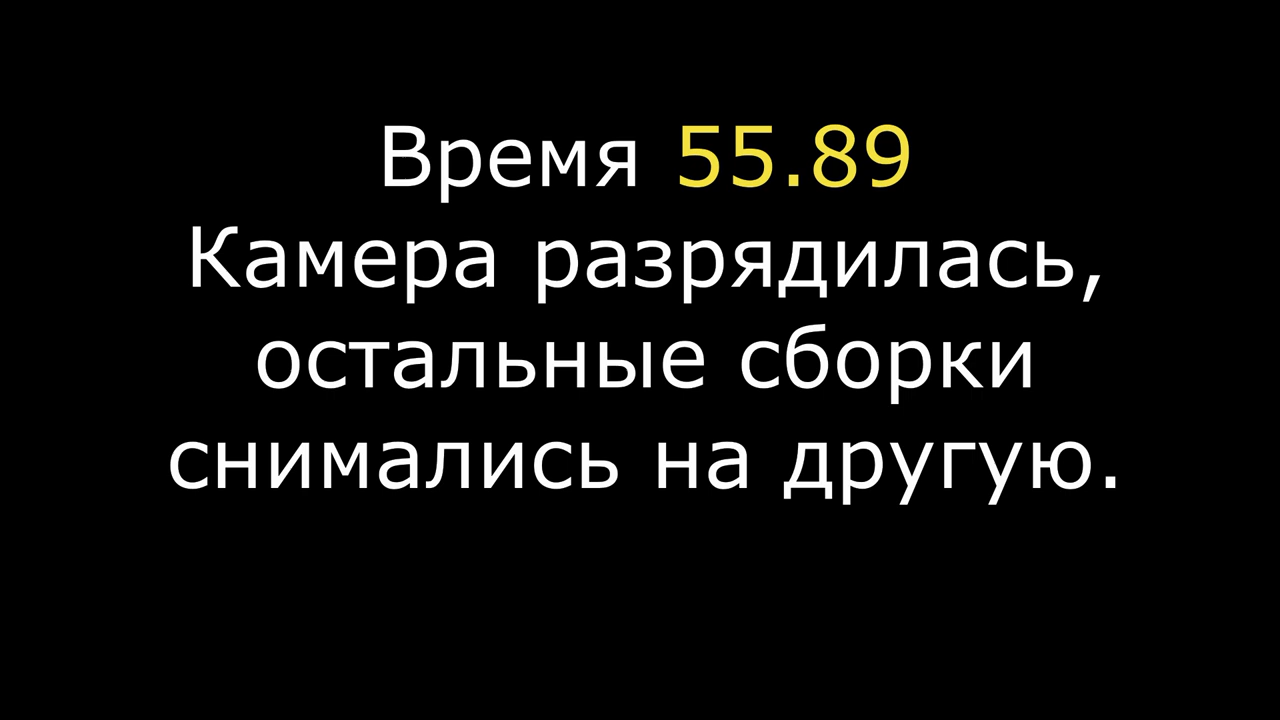 Время 55.89
Камера разрядилась,
остальные сборки
снимались на другую.